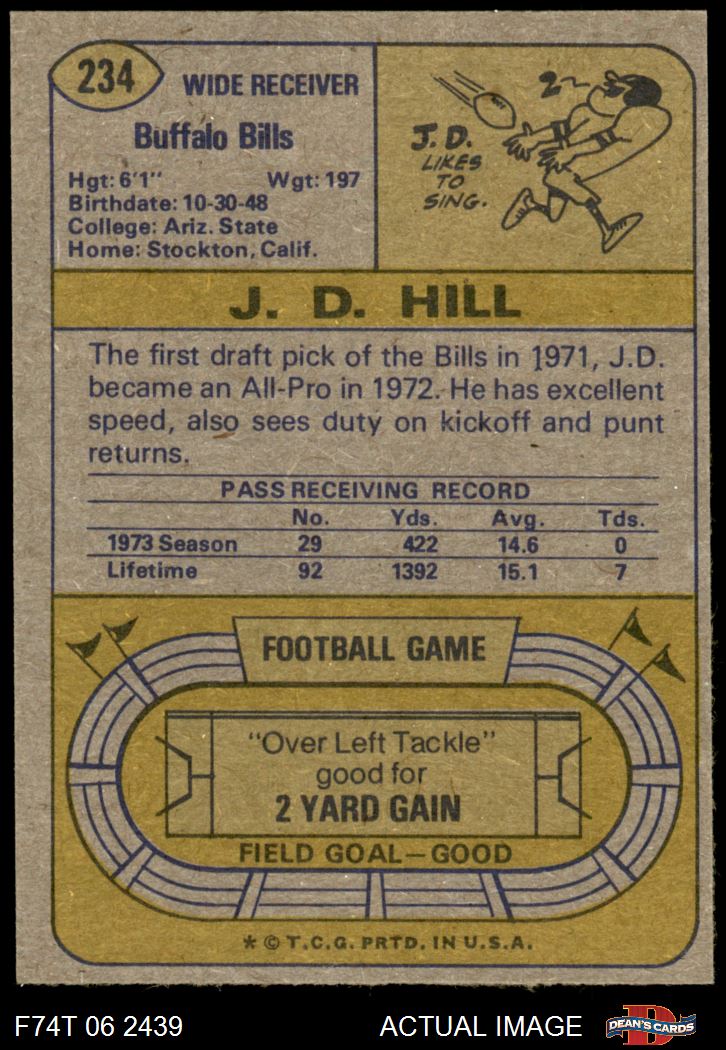 234
WIDE RECEIVER
Buffalo Bills
Hgt: 6'1" Wgt: 197
Birthdate: 10-30-48
College: Ariz. State
Home: Stockton, Calif.
J.D.
LIKES
TO
SING.
J. D. HILL
The first draft pick of the Bills in 1971, J.D.
became an All-Pro in 1972. He has excellent
speed, also sees duty on kickoff and punt
returns.
PASS RECEIVING RECORD
No. Yds. Avg. Tds.
1973 Season 29 422 14.6 0
Lifetime 92 1392 15.1 7
FOOTBALL GAME
"Over Left Tackle"
good for
2 YARD GAIN
FIELD GOAL—GOOD
* © T.C.G. PRTD. IN U.S.A.
F74T 06 2439 ACTUAL IMAGE D DEAN'S CARDS